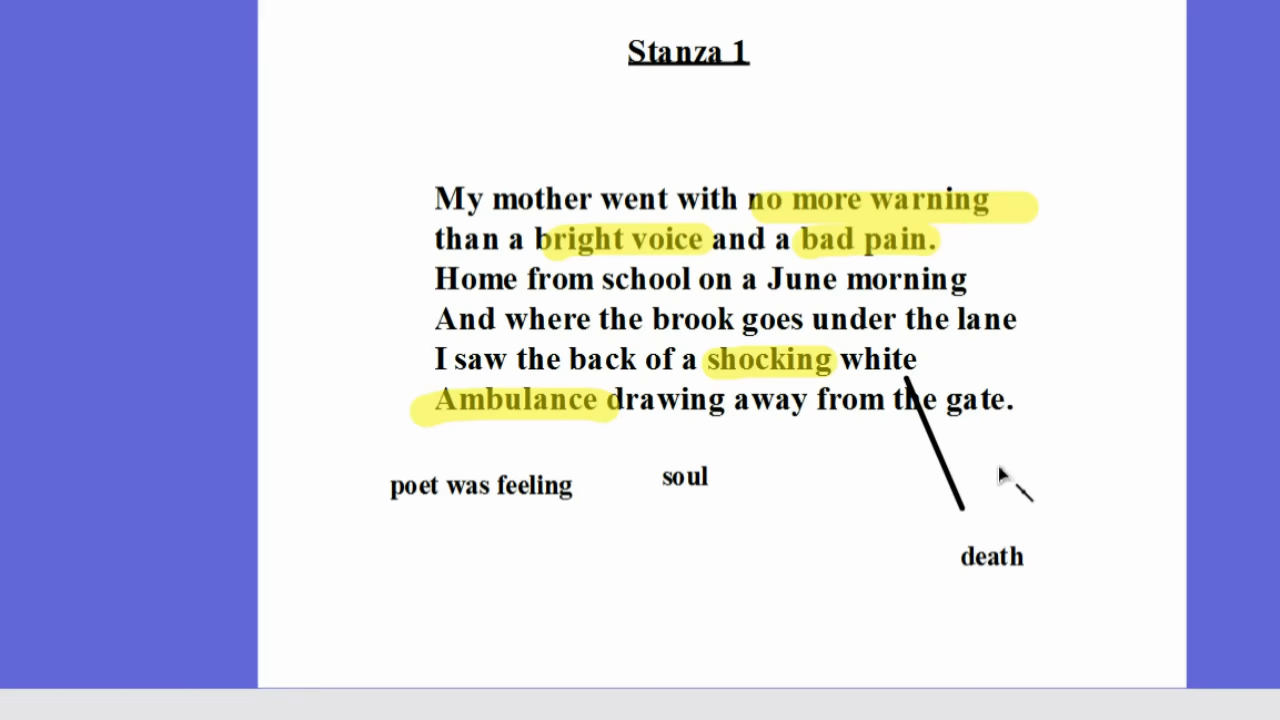 Stanza 1
My mother went with no more warning
than a bright voice and a bad pain.
Home from school on a June morning
And where the brook goes under the lane
I saw the back of a shocking white
Ambulance drawing away from the gate.
poet was feeling
soul
death